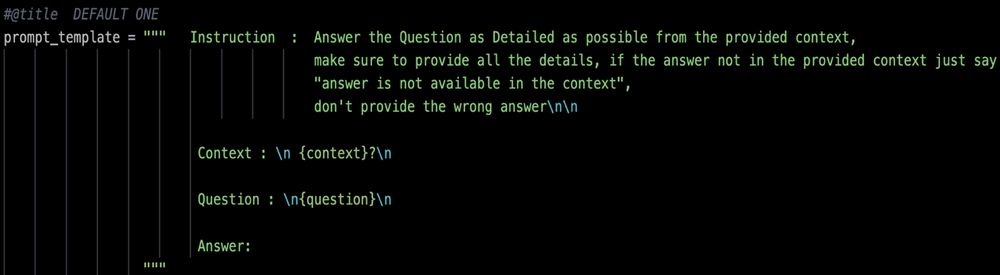 #@title  DEFAULT ONE
prompt_template = """   Instruction  :  Answer the Question as Detailed as possible from the provided context,
make sure to provide all the details, if the answer not in the provided context just say
"answer is not available in the context",
don't provide the wrong answer\n\n
Context : \n {context}?\n
Question : \n{question}\n
Answer:
"""